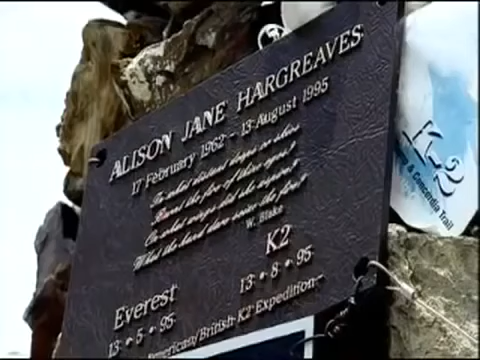 ALISON JANE HARGREAVES
17 February 1962 - 13 August 1995
In what distant deeps or skies
Burnt the fire of thine eyes?
On what wings dare he aspire?
What the hand dare seize the fire?
W. Blake
Everest
13 • 5 • 95
K2
13 • 8 • 95
American/British K2 Expedition
K-2
& Concordia Trail